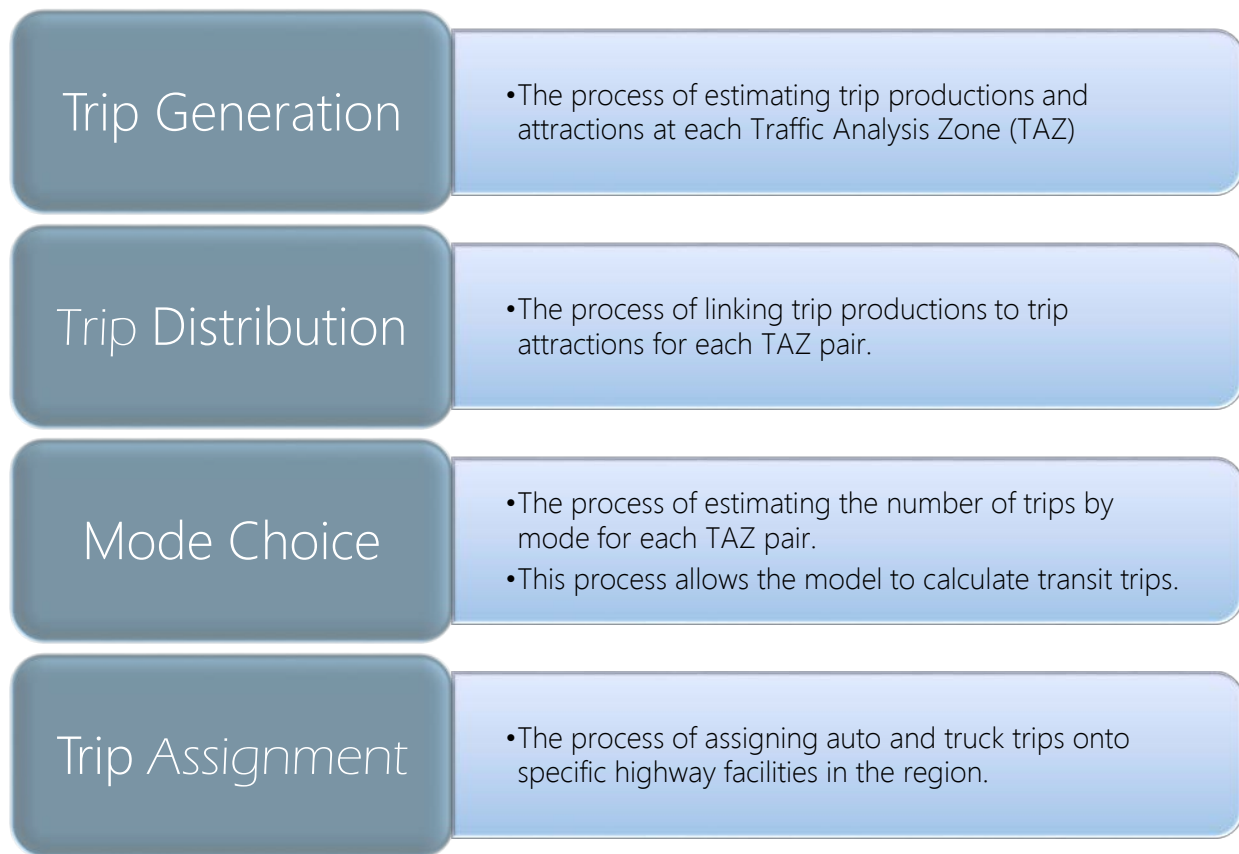 Trip Generation
•The process of estimating trip productions and
attractions at each Traffic Analysis Zone (TAZ)
Trip Distribution
•The process of linking trip productions to trip
attractions for each TAZ pair.
Mode Choice
•The process of estimating the number of trips by
mode for each TAZ pair.
•This process allows the model to calculate transit trips.
Trip Assignment
•The process of assigning auto and truck trips onto
specific highway facilities in the region.